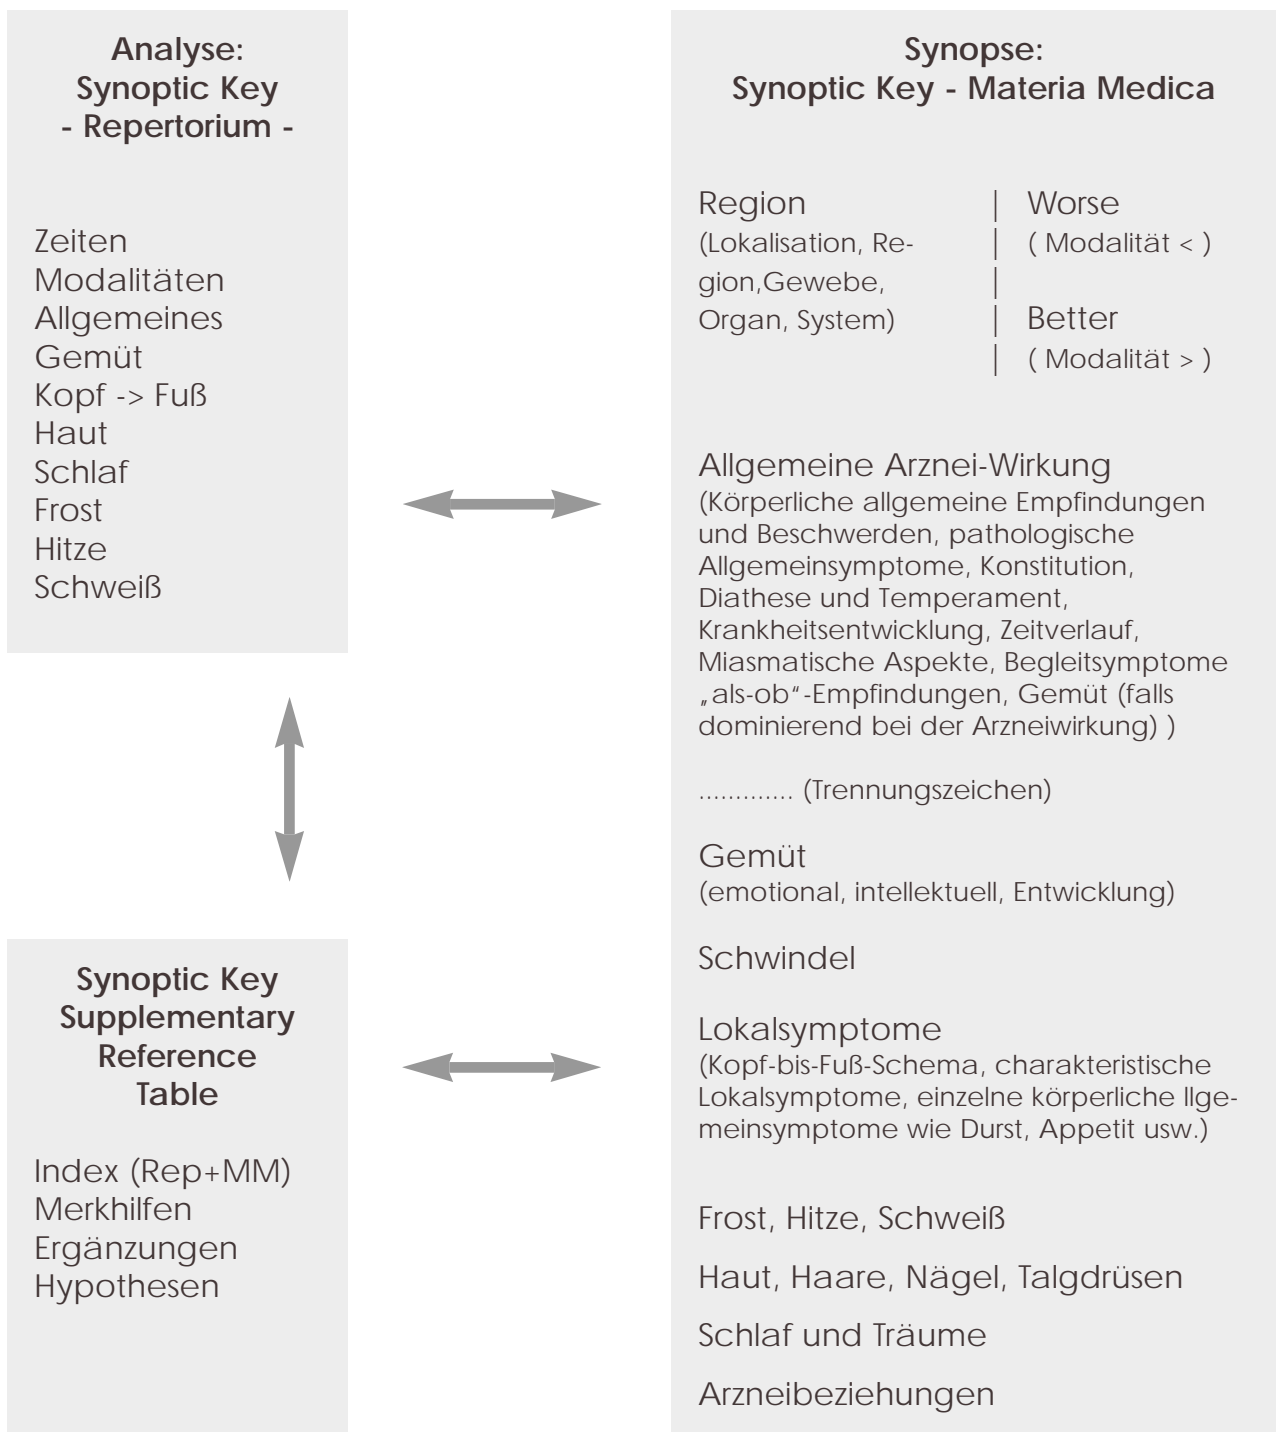 Analyse:
Synoptic Key
- Repertorium -
Zeiten
Modalitäten
Allgemeines
Gemüt
Kopf -> Fuß
Haut
Schlaf
Frost
Hitze
Schweiß
Synoptic Key
Supplementary
Reference
Table
Index (Rep+MM)
Merkhilfen
Ergänzungen
Hypothesen
Synopse:
Synoptic Key - Materia Medica
Region | Worse
(Lokalisation, Re- | ( Modalität < )
gion,Gewebe, |
Organ, System) | Better
| ( Modalität > )
Allgemeine Arznei-Wirkung
(Körperliche allgemeine Empfindungen
und Beschwerden, pathologische
Allgemeinsymptome, Konstitution,
Diathese und Temperament,
Krankheitsentwicklung, Zeitverlauf,
Miasmatische Aspekte, Begleitsymptome
„als-ob“-Empfindungen, Gemüt (falls
dominierend bei der Arzneiwirkung) )
............. (Trennungszeichen)
Gemüt
(emotional, intellektuell, Entwicklung)
Schwindel
Lokalsymptome
(Kopf-bis-Fuß-Schema, charakteristische
Lokalsymptome, einzelne körperliche llge-
meinsymptome wie Durst, Appetit usw.)
Frost, Hitze, Schweiß
Haut, Haare, Nägel, Talgdrüsen
Schlaf und Träume
Arzneibeziehungen